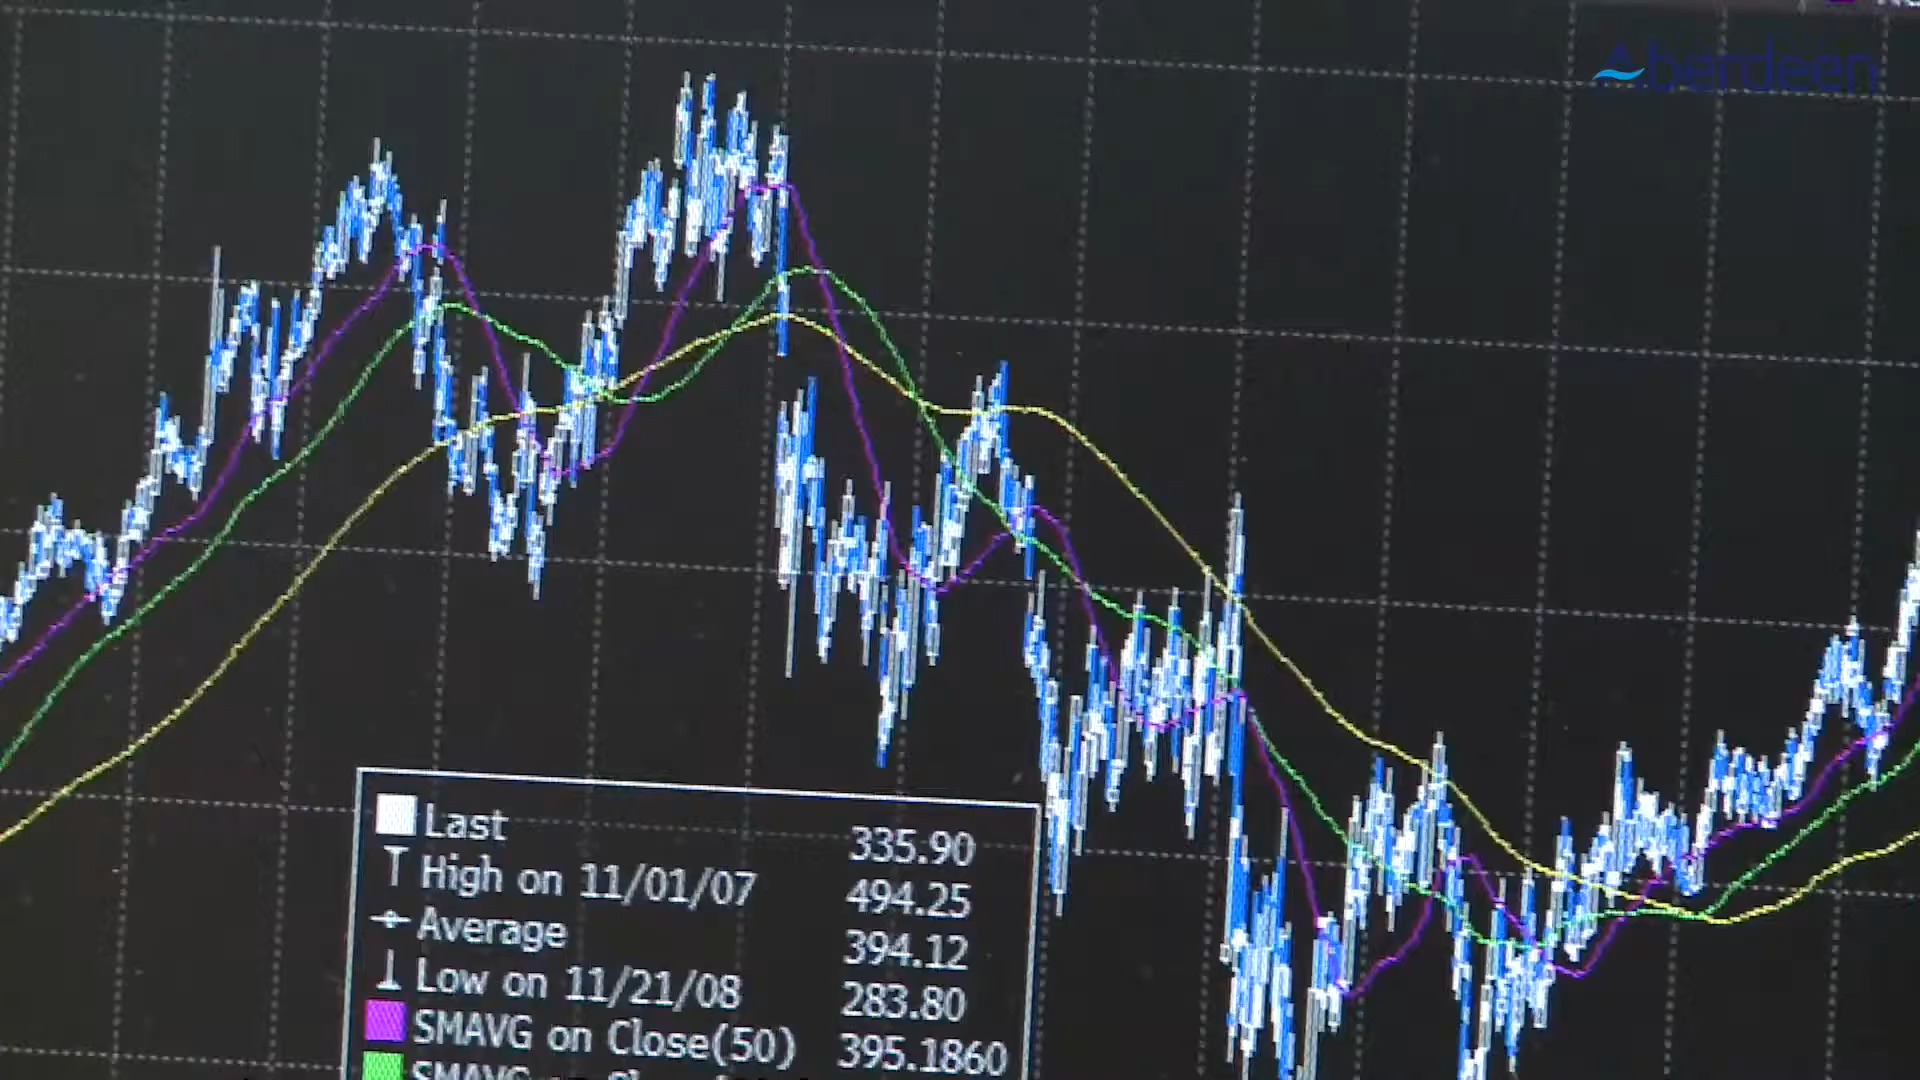 Aberdeen
Last 335.90
High on 11/01/07 494.25
Average 394.12
Low on 11/21/08 283.80
SMAVG on Close(50) 395.1860
SMAVG